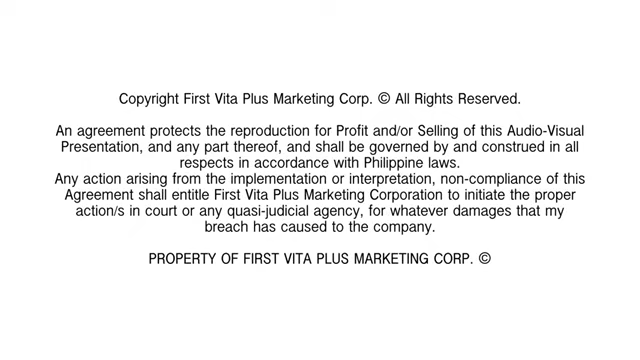 Copyright First Vita Plus Marketing Corp. © All Rights Reserved.
An agreement protects the reproduction for Profit and/or Selling of this Audio-Visual
Presentation, and any part thereof, and shall be governed by and construed in all
respects in accordance with Philippine laws.
Any action arising from the implementation or interpretation, non-compliance of this
Agreement shall entitle First Vita Plus Marketing Corporation to initiate the proper
action/s in court or any quasi-judicial agency, for whatever damages that my
breach has caused to the company.
PROPERTY OF FIRST VITA PLUS MARKETING CORP. ©